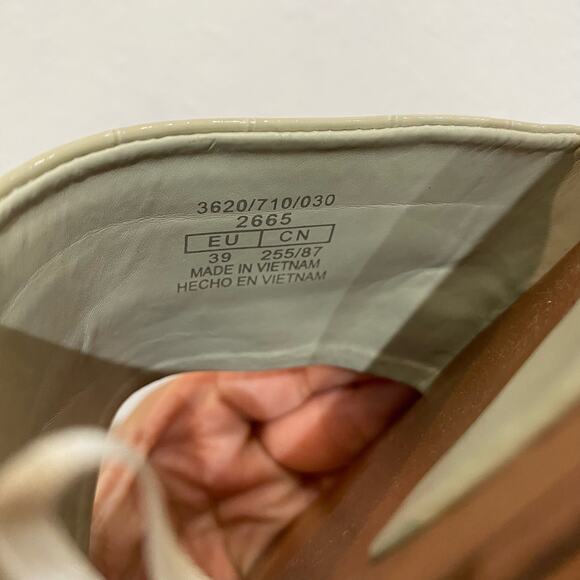 3620/710/030
2665
EU CN
39 255/87
MADE IN VIETNAM
HECHO EN VIETNAM